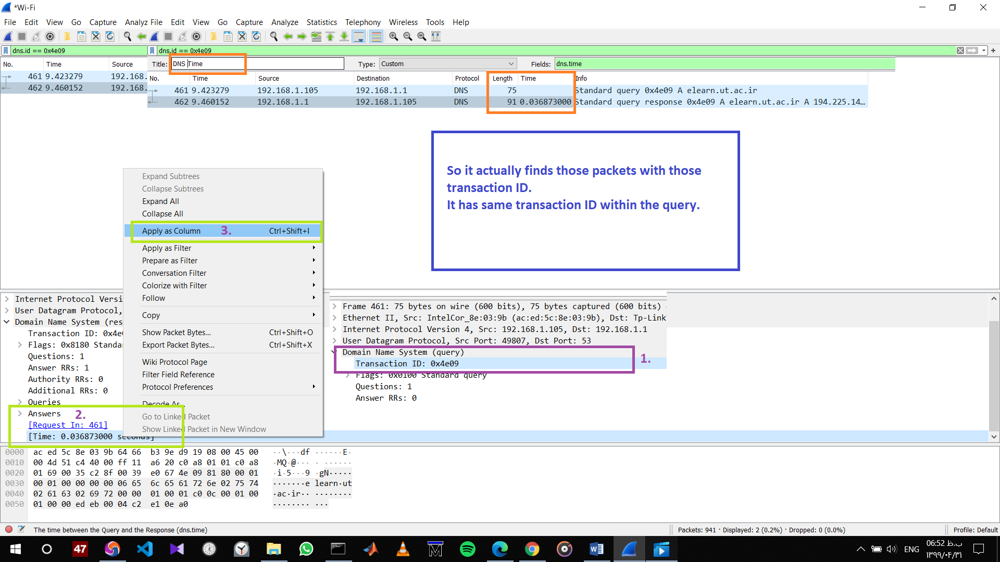 *Wi-Fi
File Edit View Go Capture Analyz File Edit View Go Capture Analyze Statistics Telephony Wireless Tools Help
dns.id == 0x4e09 dns.id == 0x4e09
No. Time Source
461 9.423279 192.168.
462 9.460152 192.168.
Title: DNS Time Type: Custom Fields: dns.time
No. Time Source Destination Protocol Length Time Info
461 9.423279 192.168.1.105 192.168.1.1 DNS 75 Standard query 0x4e09 A elearn.ut.ac.ir
462 9.460152 192.168.1.1 192.168.1.105 DNS 91 0.036873000 Standard query response 0x4e09 A elearn.ut.ac.ir A 194.225.14…
So it actually finds those packets with those
transaction ID.
It has same transaction ID within the query.
Expand Subtrees
Collapse Subtrees
Expand All
Collapse All
Apply as Column 3. Ctrl+Shift+I
Apply as Filter
Prepare as Filter
Conversation Filter
Colorize with Filter
Follow
Copy
Show Packet Bytes... Ctrl+Shift+O
Export Packet Bytes... Ctrl+Shift+X
Wiki Protocol Page
Filter Field Reference
Protocol Preferences
Decode As...
Go to Linked Packet
Show Linked Packet in New Window
Internet Protocol Versi
User Datagram Protocol,
Domain Name System (res
Transaction ID: 0x4e0
Flags: 0x8180 Standar
Questions: 1
Answer RRs: 1
Authority RRs: 0
Additional RRs: 0
Queries
Answers 2.
[Request In: 461]
[Time: 0.036873000 seconds]
Frame 461: 75 bytes on wire (600 bits), 75 bytes captured (600 bits)
Ethernet II, Src: IntelCor_8e:03:9b (ac:ed:5c:8e:03:9b), Dst: Tp-Link
Internet Protocol Version 4, Src: 192.168.1.105, Dst: 192.168.1.1
User Datagram Protocol, Src Port: 49807, Dst Port: 53
Domain Name System (query)
Transaction ID: 0x4e09 1.
Flags: 0x0100 Standard query
Questions: 1
Answer RRs: 0
0000 ac ed 5c 8e 03 9b 64 66 b3 9e d9 19 08 00 45 00 ··\···df ······E·
0010 00 4d 51 c4 40 00 ff 11 a6 20 c0 a8 01 01 c0 a8 ·MQ·@··· · ······
0020 01 69 00 35 c2 8f 00 39 e0 67 4e 09 81 80 00 01 ·i·5···9 ·gN·····
0030 00 01 00 00 00 00 06 65 6c 65 61 72 6e 02 75 74 ·······e learn·ut
0040 02 61 63 02 69 72 00 00 01 00 01 c0 0c 00 01 00 ·ac·ir·· ········
0050 01 00 00 ed eb 00 04 c2 e1 0e a0 ········ ···
The time between the Query and the Response (dns.time) Packets: 941 · Displayed: 2 (0.2%) · Dropped: 0 (0.0%) Profile: Default
47 ENG 06:52 ب.ظ
۱۳۹۹/۰۴/۳۱